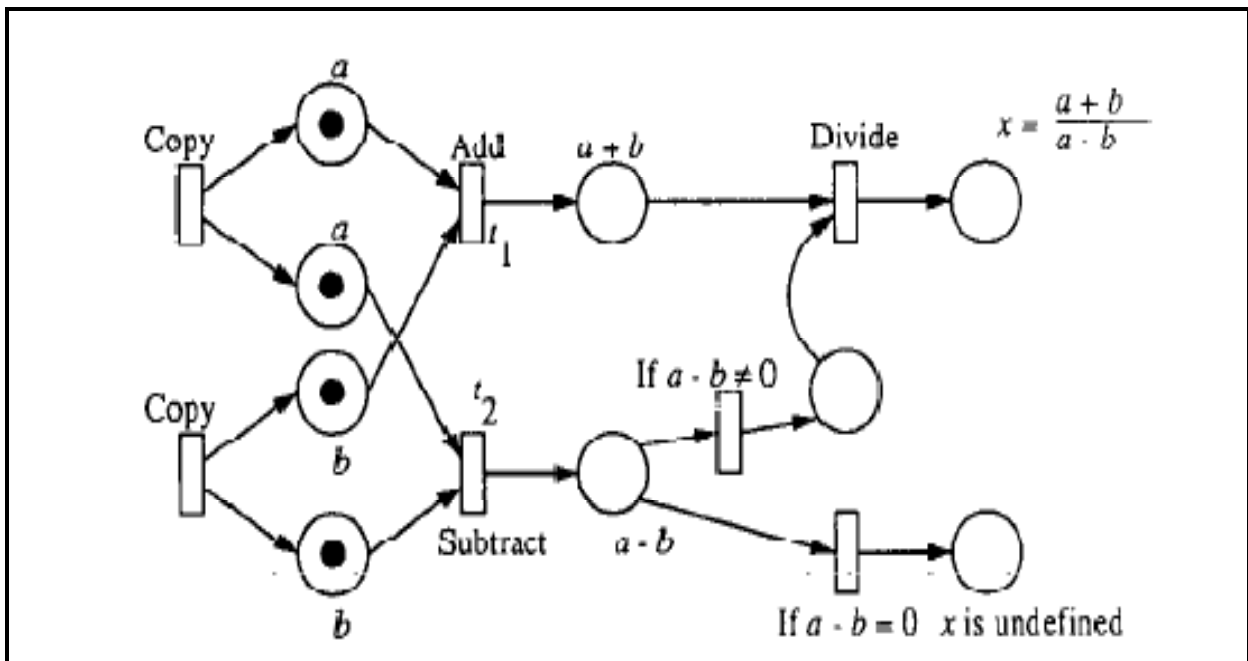 a
Copy
Add
t1
a + b
Divide
x = a + b / a - b
a
Copy
b
t2
Subtract
If a - b ≠ 0
a - b
b
If a - b = 0 x is undefined